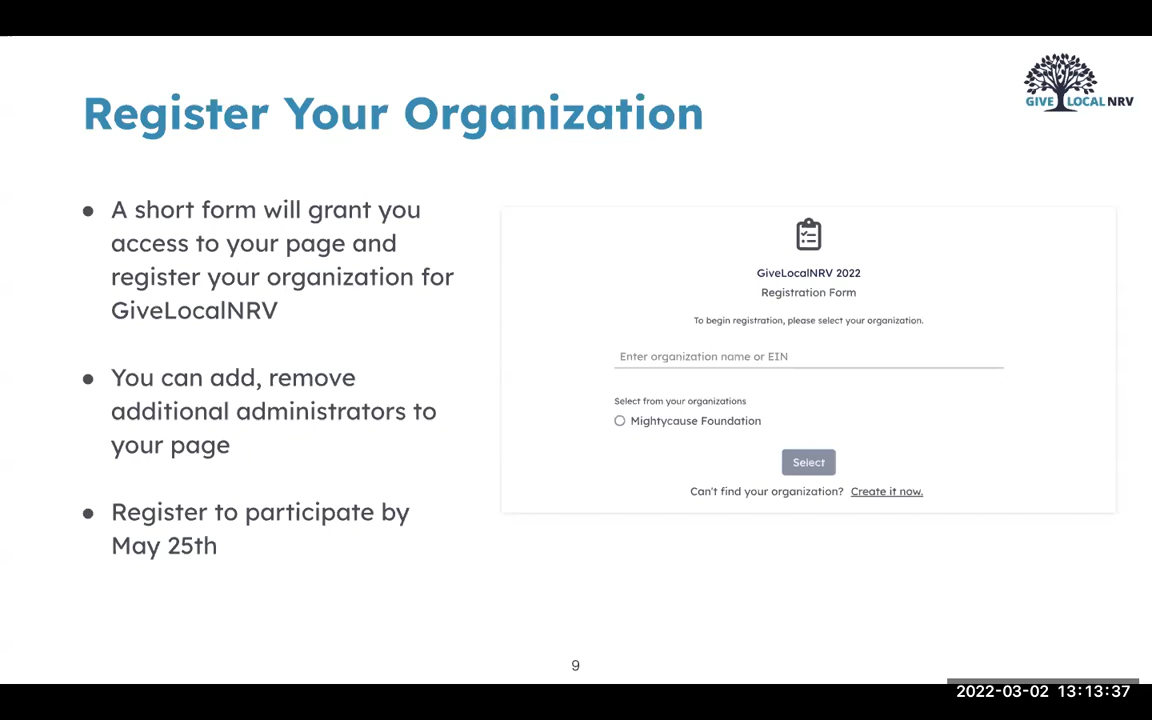 GIVE LOCAL NRV
Register Your Organization
● A short form will grant you
access to your page and
register your organization for
GiveLocalNRV
● You can add, remove
additional administrators to
your page
● Register to participate by
May 25th
GiveLocalNRV 2022
Registration Form
To begin registration, please select your organization.
Enter organization name or EIN
Select from your organizations
Mightycause Foundation
Select
Can't find your organization? Create it now.
9
2022-03-02 13:13:37